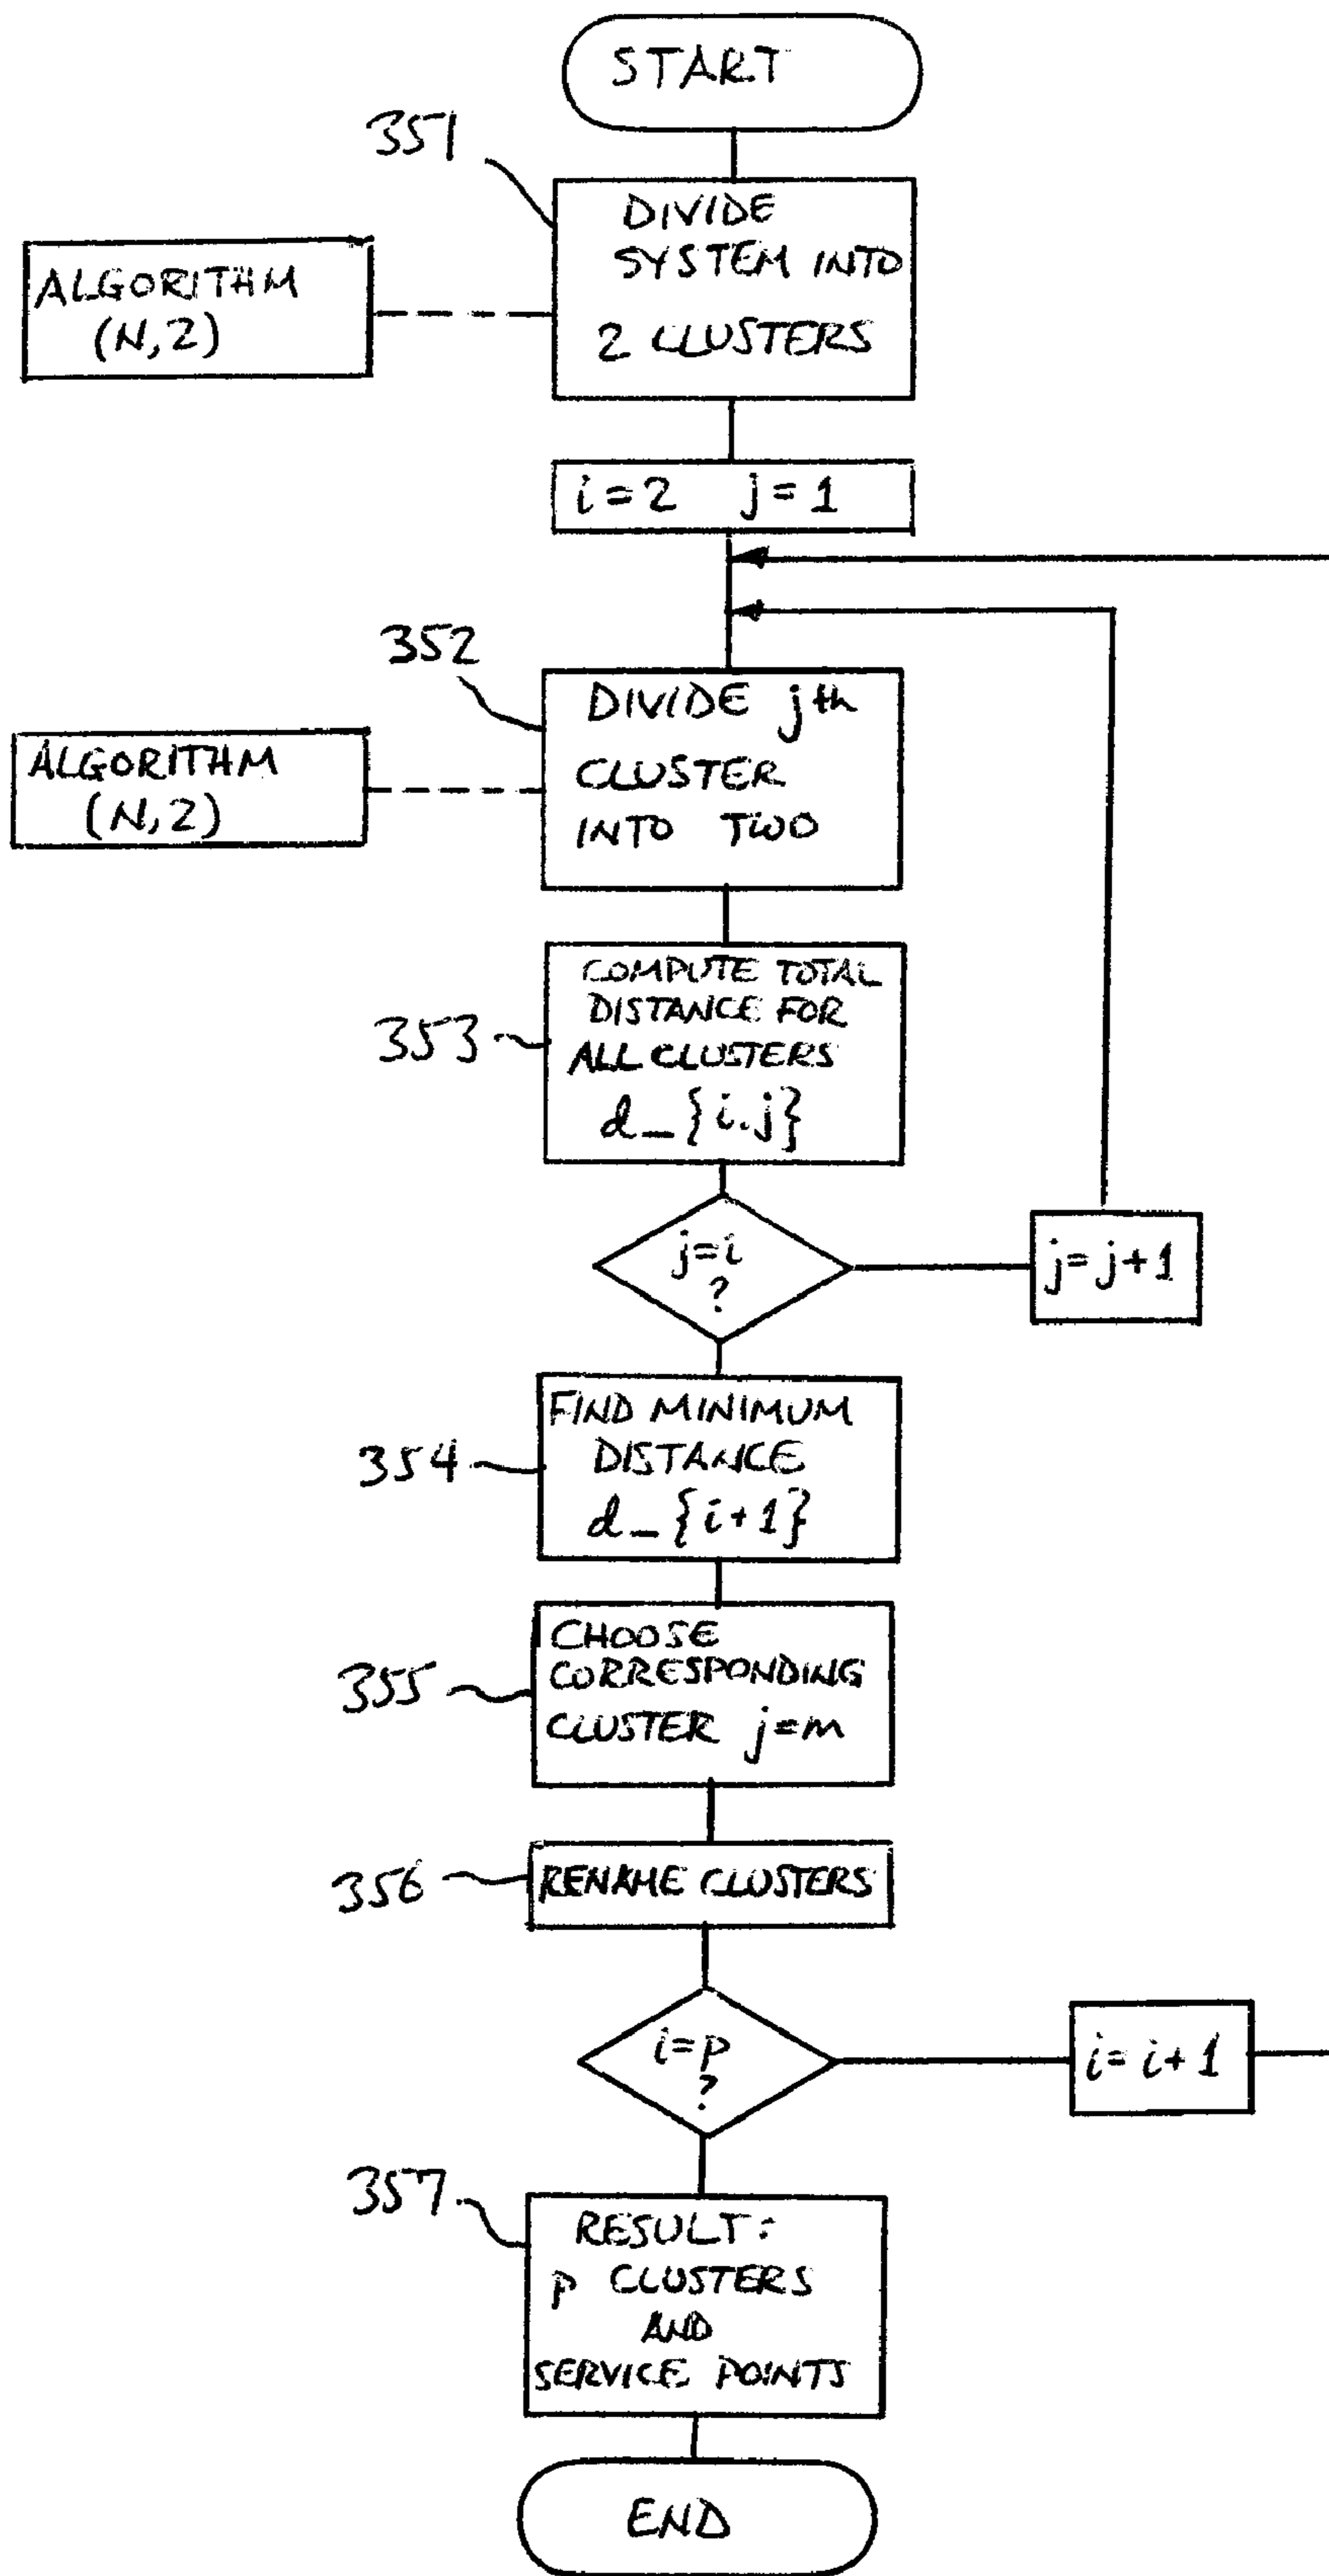 START
351
DIVIDE
SYSTEM INTO
2 CLUSTERS
ALGORITHM
(N,2)
i=2 j=1
352
DIVIDE jth
CLUSTER
INTO TWO
ALGORITHM
(N,2)
353
COMPUTE TOTAL
DISTANCE FOR
ALL CLUSTERS
d_{i.j}
j=i
?
j=j+1
354
FIND MINIMUM
DISTANCE
d_{i+1}
355
CHOOSE
CORRESPONDING
CLUSTER j=m
356
RENAME CLUSTERS
i=p
?
i=i+1
357
RESULT:
p CLUSTERS
AND
SERVICE POINTS
END